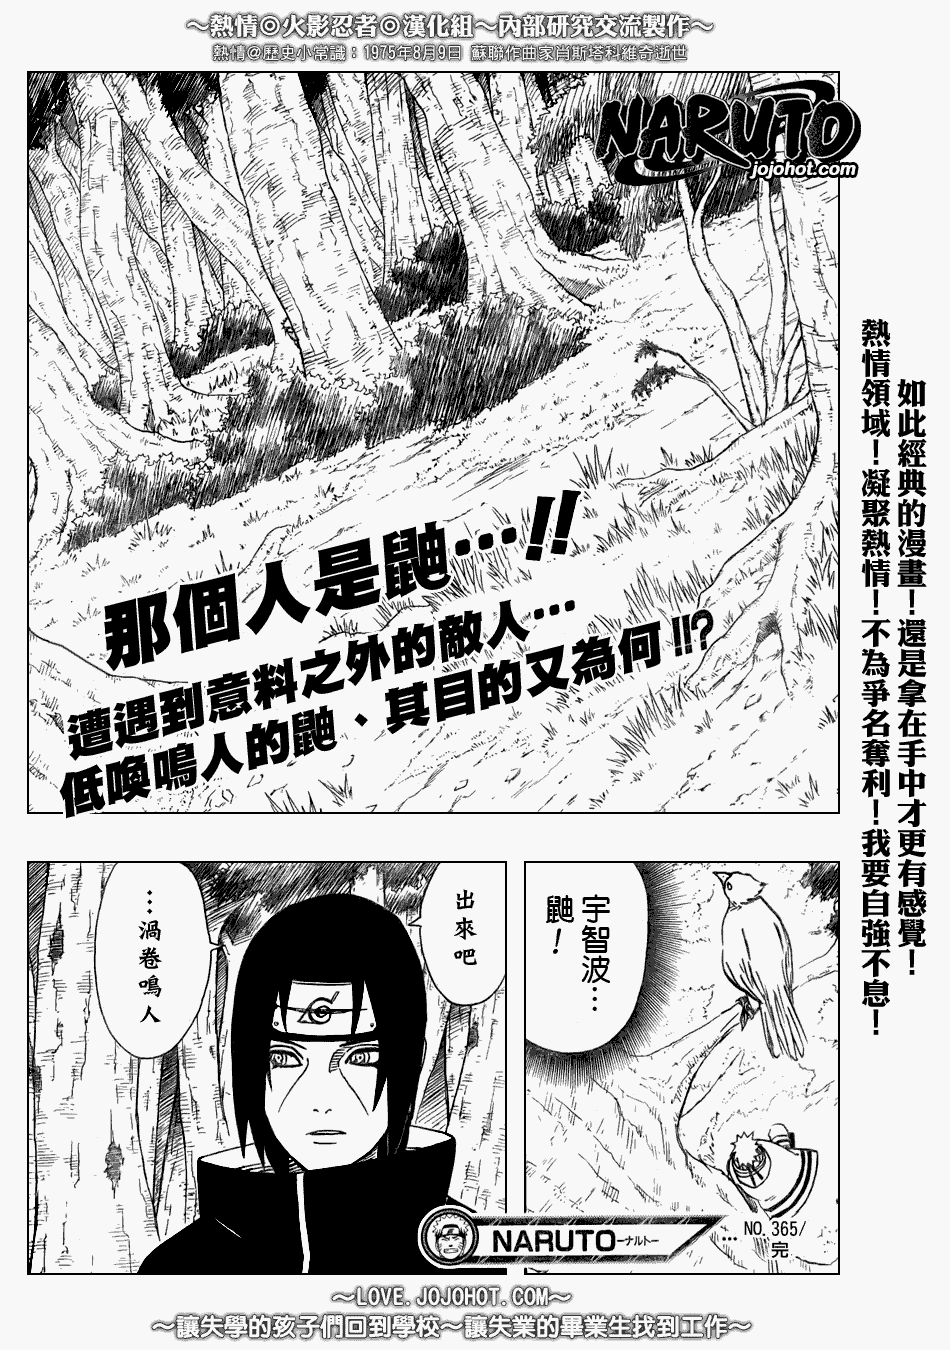 ～熱情◎火影忍者◎漢化組～內部研究交流製作～
熱情@歷史小常識：1975年8月9日 蘇聯作曲家肖斯塔科維奇逝世
NARUTO
jojohot.com
如此經典的漫畫！還是拿在手中才更有感覺！
熱情領域！凝聚熱情！不為爭名奪利！我要自強不息！
那個人是鼬…!!
遭遇到意料之外的敵人…
低喚鳴人的鼬、其目的又為何!!?
宇智波…
鼬！
出來吧
…渦卷鳴人
NARUTO
ーナルトー
…NO.365/
完
～LOVE.JOJOHOT.COM～
～讓失學的孩子們回到學校～讓失業的畢業生找到工作～